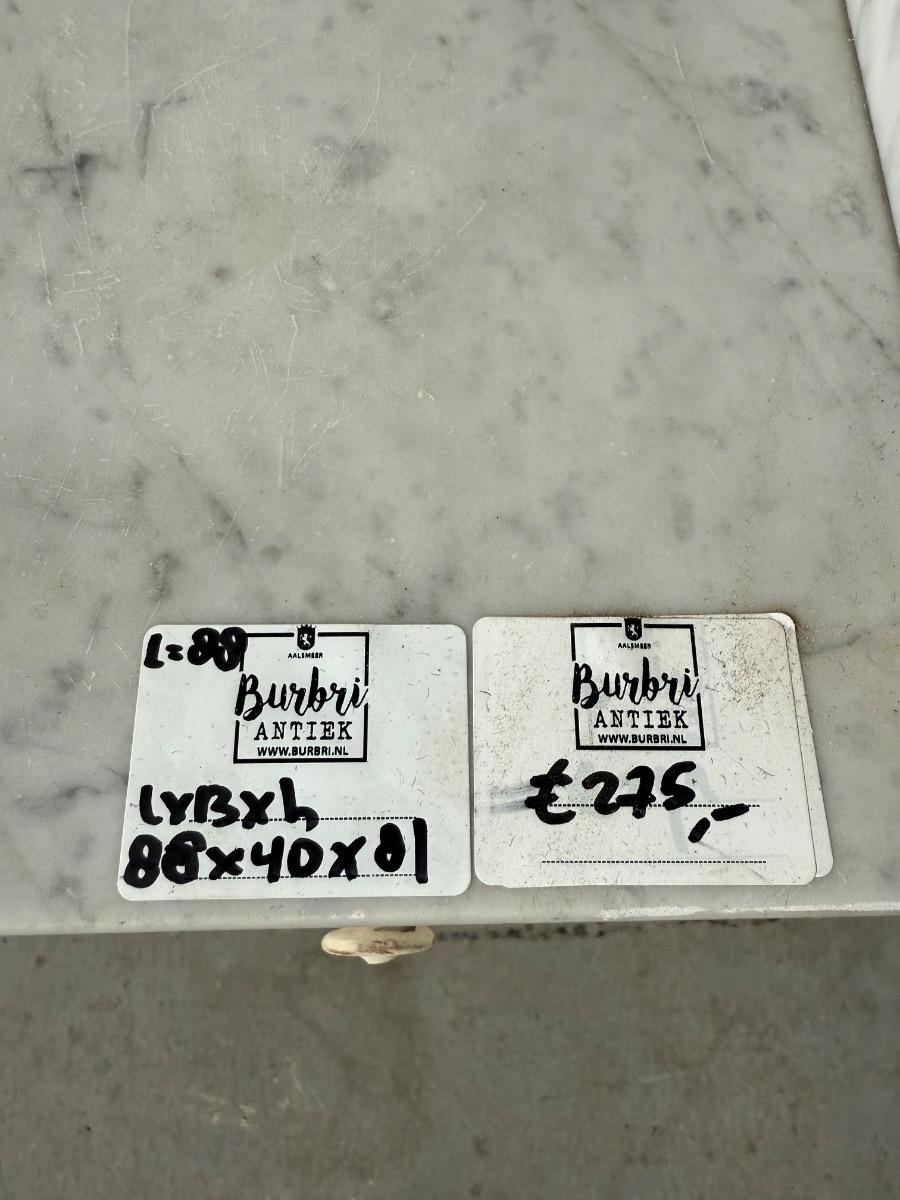 L=88
AALSMEER
Burbri
ANTIEK
WWW.BURBRI.NL
LxBxh
88x40x81
AALSMEER
Burbri
ANTIEK
WWW.BURBRI.NL
€275,-